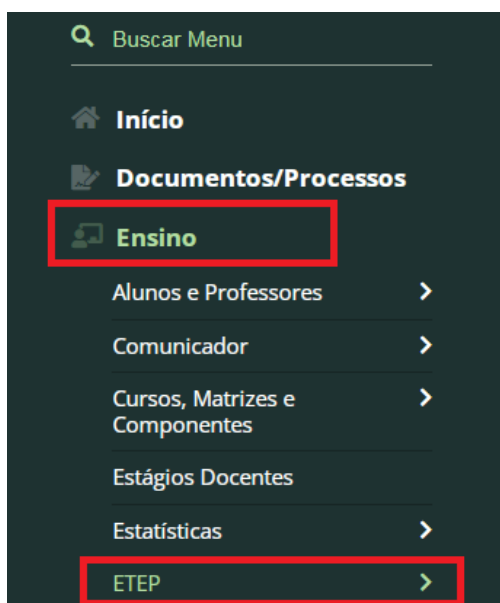 Buscar Menu
Início
Documentos/Processos
Ensino
Alunos e Professores
Comunicador
Cursos, Matrizes e
Componentes
Estágios Docentes
Estatísticas
ETEP